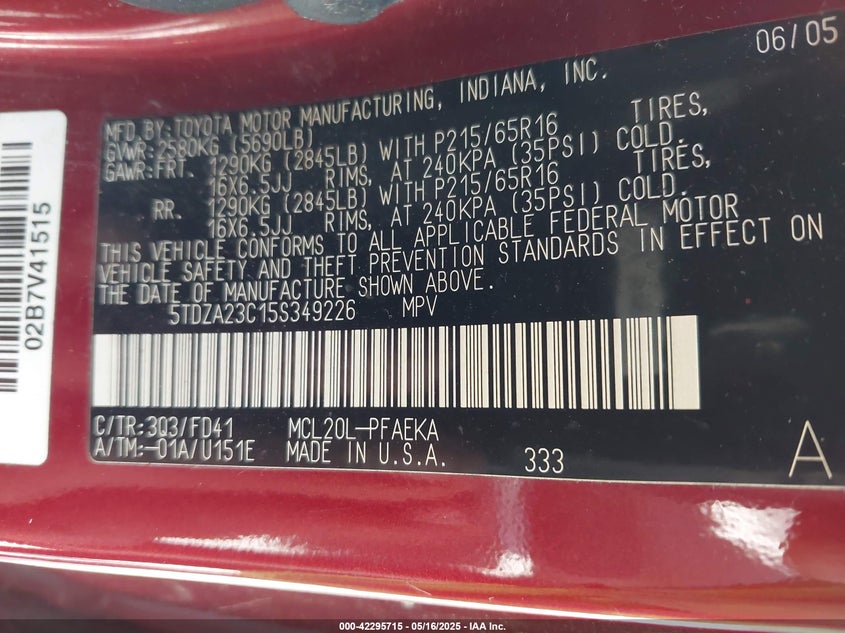 06/05
MFD.BY:TOYOTA MOTOR MANUFACTURING, INDIANA, INC.
GVWR:2580KG (5690LB)
GAWR:FRT. 1290KG (2845LB) WITH P215/65R16 TIRES,
16X6.5JJ RIMS, AT 240KPA (35PSI) COLD.
RR. 1290KG (2845LB) WITH P215/65R16 TIRES,
16X6.5JJ RIMS, AT 240KPA (35PSI) COLD.
THIS VEHICLE CONFORMS TO ALL APPLICABLE FEDERAL MOTOR
VEHICLE SAFETY AND THEFT PREVENTION STANDARDS IN EFFECT ON
THE DATE OF MANUFACTURE SHOWN ABOVE.
5TDZA23C15S349226 MPV
C/TR:3Q3/FD41 MCL20L-PFAEKA
A/TM:-01A/U151E MADE IN U.S.A. 333 A
02B7V41515
000-42295715 - 05/16/2025 - IAA Inc.